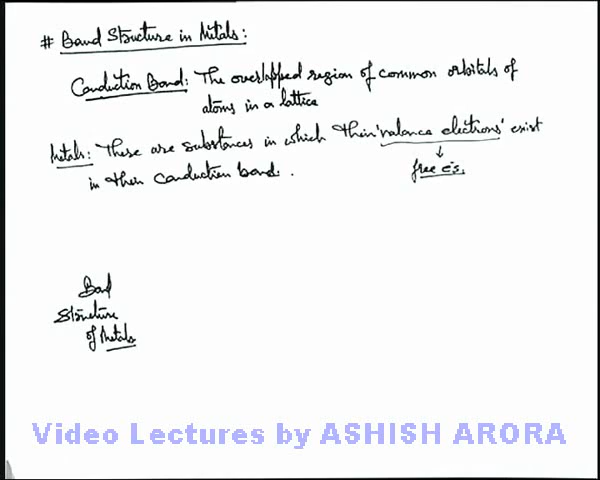 # Band Structure in Metals:
Conduction Band: The overlapped region of common orbitals of
atoms in a lattice
Metals: These are substances in which their 'valance elections' exist
in their conduction band.
↓
free e⁻s.
Band
Structure
of Metals
Video Lectures by ASHISH ARORA